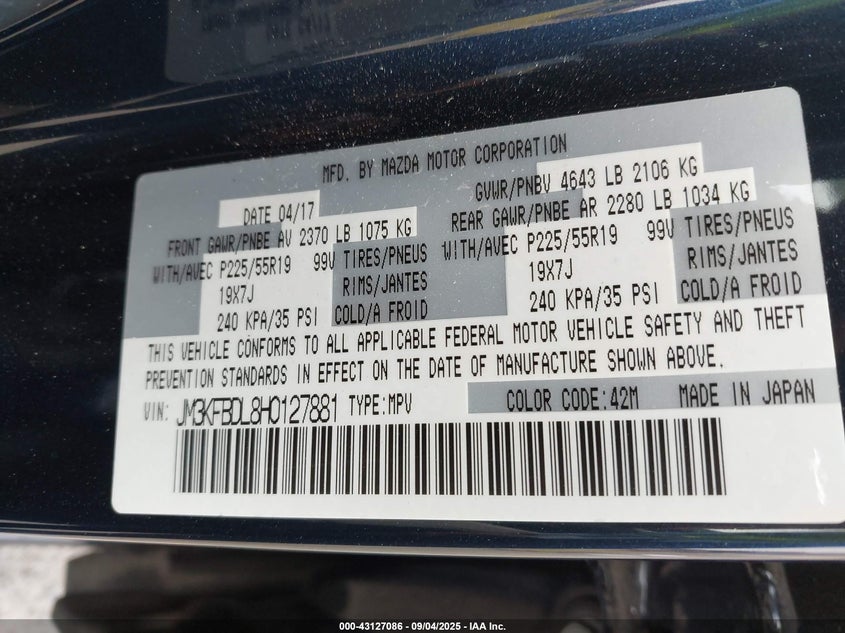 MFD. BY MAZDA MOTOR CORPORATION
DATE 04/17 GVWR/PNBV 4643 LB 2106 KG
FRONT GAWR/PNBE AV 2370 LB 1075 KG REAR GAWR/PNBE AR 2280 LB 1034 KG
WITH/AVEC P225/55R19 99V TIRES/PNEUS WITH/AVEC P225/55R19 99V TIRES/PNEUS
19X7J RIMS/JANTES 19X7J RIMS/JANTES
240 KPA/35 PSI COLD/A FROID 240 KPA/35 PSI COLD/A FROID
THIS VEHICLE CONFORMS TO ALL APPLICABLE FEDERAL MOTOR VEHICLE SAFETY AND THEFT
PREVENTION STANDARDS IN EFFECT ON THE DATE OF MANUFACTURE SHOWN ABOVE.
VIN: JM3KFBDL8H0127881 TYPE:MPV COLOR CODE:42M MADE IN JAPAN
000-43127086 - 09/04/2025 - IAA Inc.